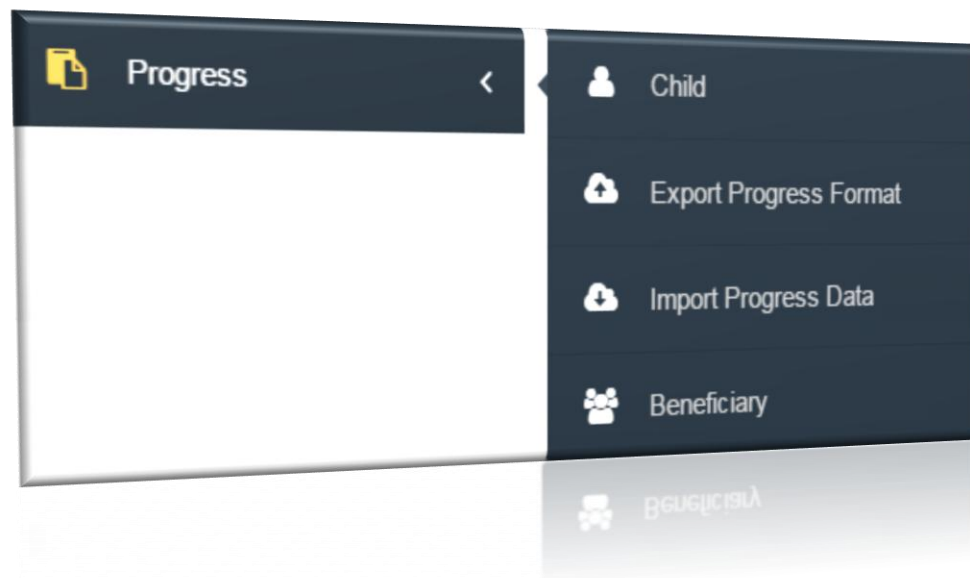 Progress
Child
Export Progress Format
Import Progress Data
Beneficiary